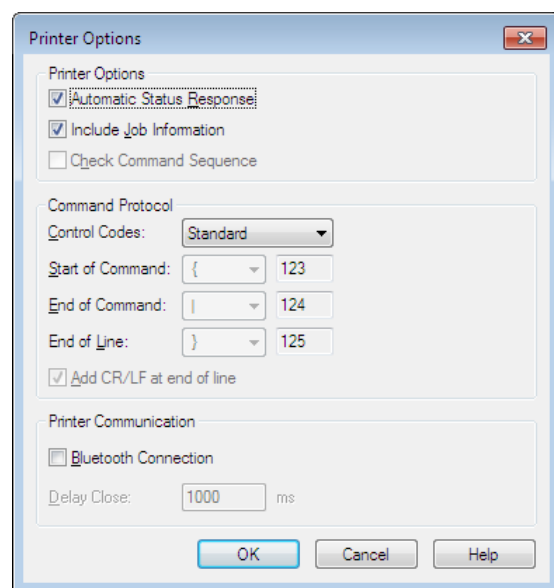 Printer Options
Printer Options
Automatic Status Response
Include Job Information
Check Command Sequence
Command Protocol
Control Codes: Standard
Start of Command: { 123
End of Command: | 124
End of Line: } 125
Add CR/LF at end of line
Printer Communication
Bluetooth Connection
Delay Close: 1000 ms
OK Cancel Help